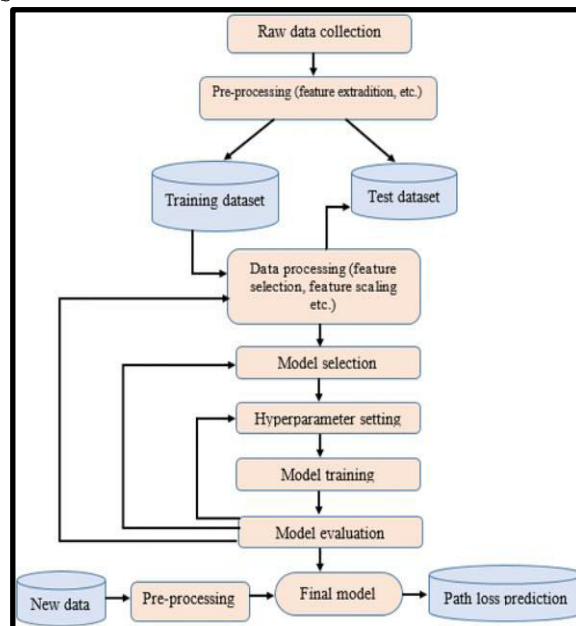 Raw data collection
Pre-processing (feature extradition, etc.)
Training dataset
Test dataset
Data processing (feature
selection, feature scaling
etc.)
Model selection
Hyperparameter setting
Model training
Model evaluation
New data
Pre-processing
Final model
Path loss prediction